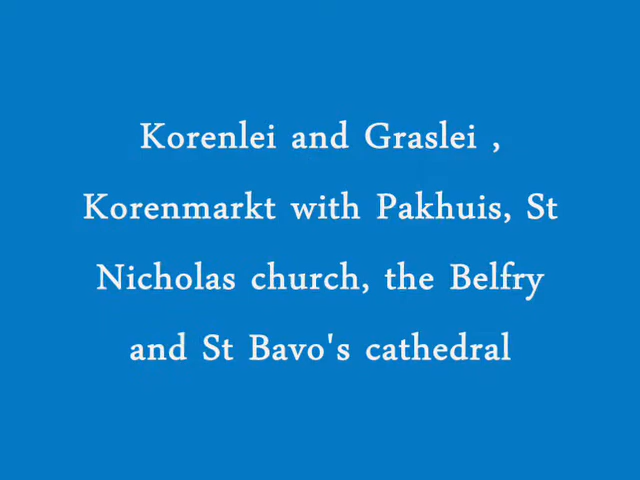 Korenlei and Graslei ,
Korenmarkt with Pakhuis, St
Nicholas church, the Belfry
and St Bavo's cathedral